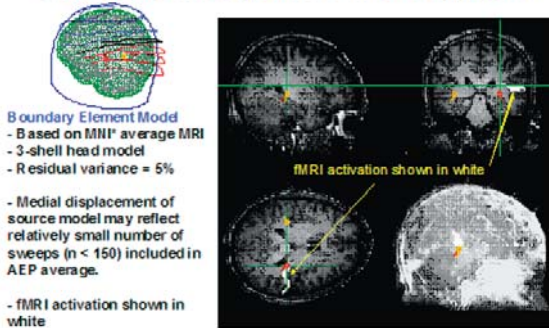 Boundary Element Model
- Based on MNI* average MRI
- 3-shell head model
- Residual variance = 5%
- Medial displacement of
source model may reflect
relatively small number of
sweeps (n < 150) included in
AEP average.
- fMRI activation shown in
white
fMRI activation shown in white